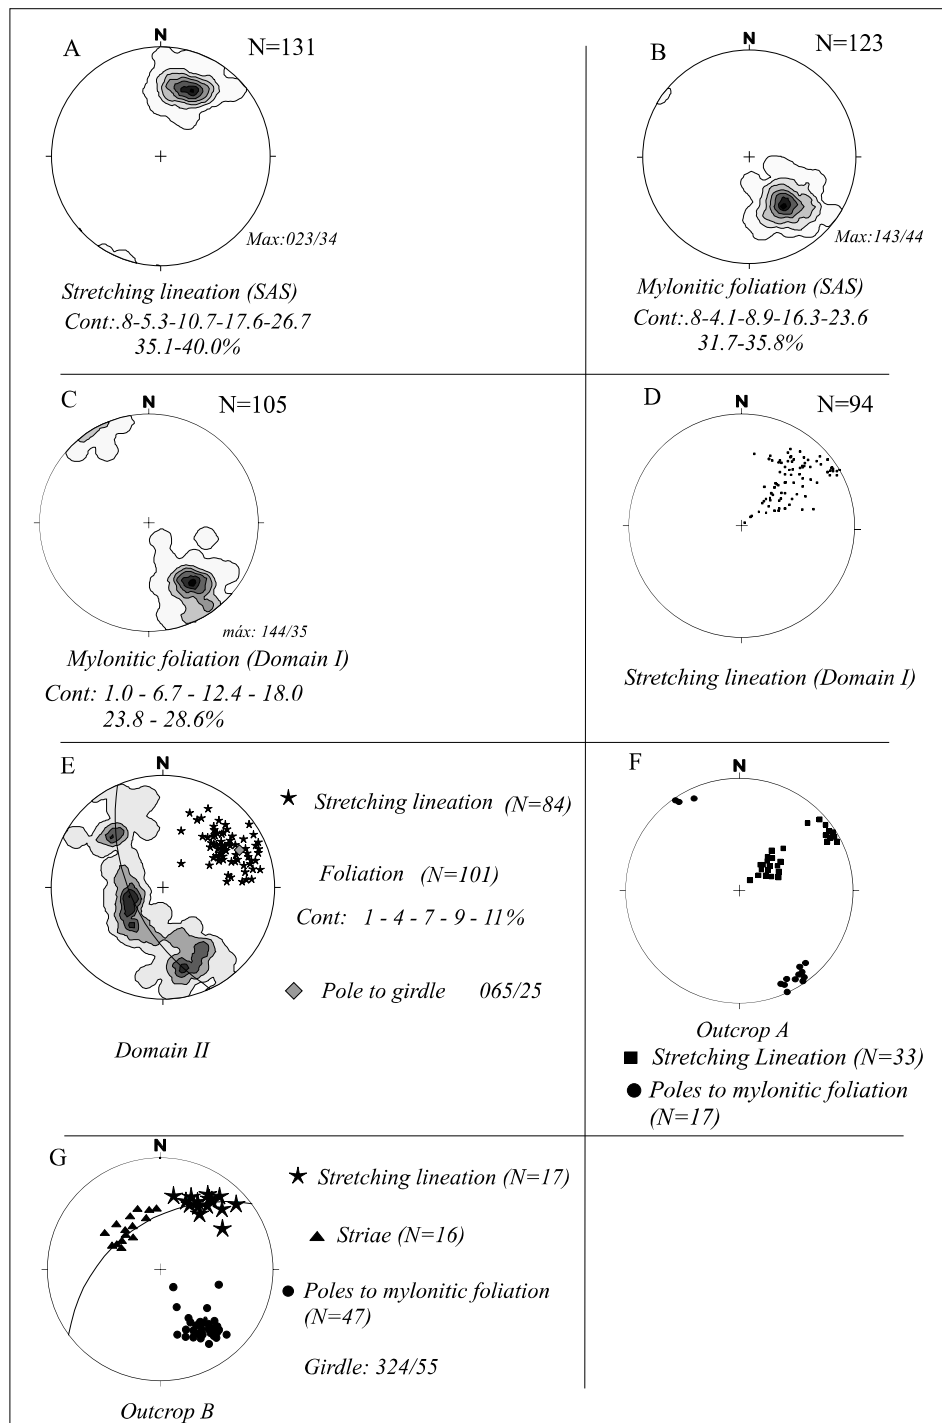 A
N
N=131
Max:023/34
Stretching lineation (SAS)
Cont:.8-5.3-10.7-17.6-26.7
35.1-40.0%
B
N
N=123
Max:143/44
Mylonitic foliation (SAS)
Cont:.8-4.1-8.9-16.3-23.6
31.7-35.8%
C
N
N=105
máx: 144/35
Mylonitic foliation (Domain I)
Cont: 1.0 - 6.7 - 12.4 - 18.0
23.8 - 28.6%
D
N
N=94
Stretching lineation (Domain I)
E
N
Stretching lineation (N=84)
Foliation (N=101)
Cont: 1 - 4 - 7 - 9 - 11%
Pole to girdle 065/25
Domain II
F
N
Outcrop A
Stretching Lineation (N=33)
Poles to mylonitic foliation
(N=17)
G
N
Stretching lineation (N=17)
Striae (N=16)
Poles to mylonitic foliation
(N=47)
Girdle: 324/55
Outcrop B